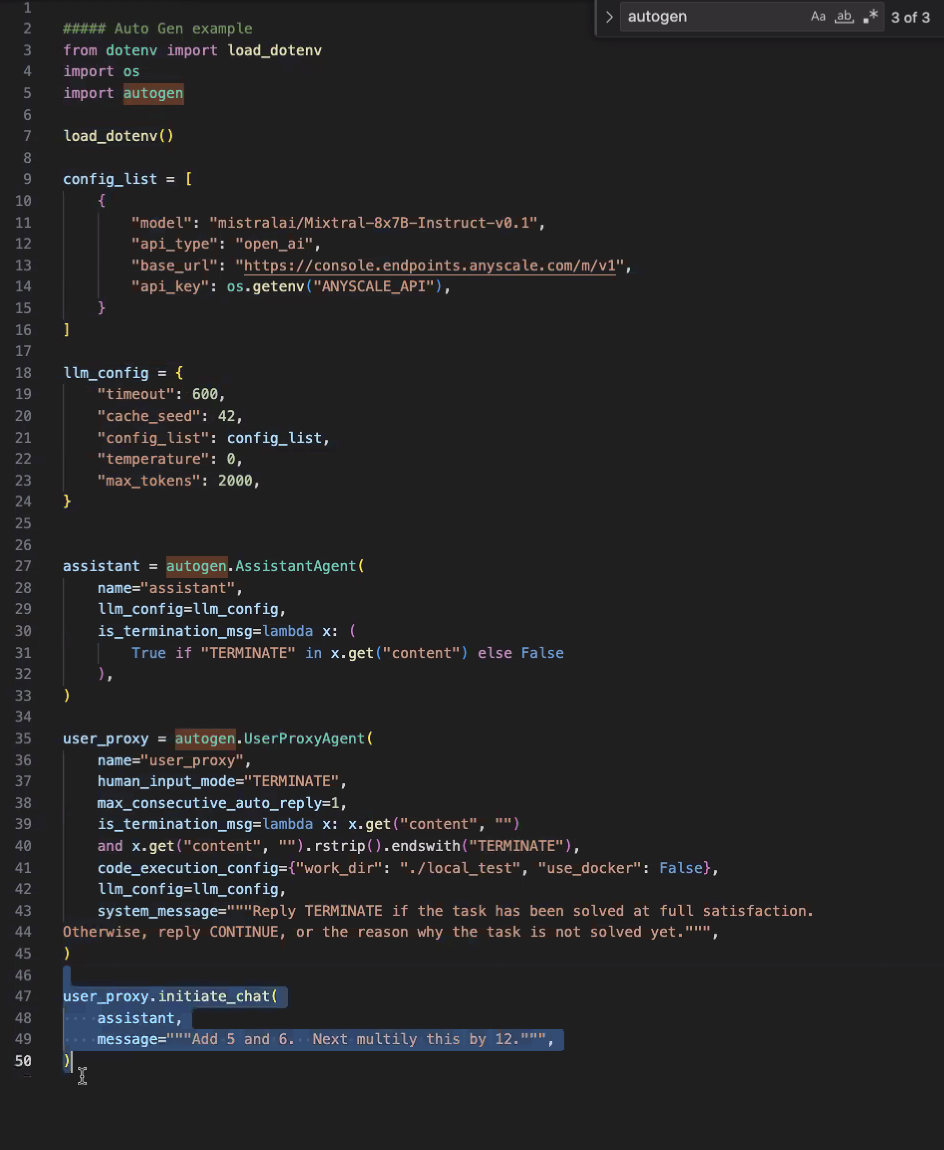 autogen Aa ab 3 of 3
1
2 ##### Auto Gen example
3 from dotenv import load_dotenv
4 import os
5 import autogen
6
7 load_dotenv()
8
9 config_list = [
10 {
11 "model": "mistralai/Mixtral-8x7B-Instruct-v0.1",
12 "api_type": "open_ai",
13 "base_url": "https://console.endpoints.anyscale.com/m/v1",
14 "api_key": os.getenv("ANYSCALE_API"),
15 }
16 ]
17
18 llm_config = {
19 "timeout": 600,
20 "cache_seed": 42,
21 "config_list": config_list,
22 "temperature": 0,
23 "max_tokens": 2000,
24 }
25
26
27 assistant = autogen.AssistantAgent(
28 name="assistant",
29 llm_config=llm_config,
30 is_termination_msg=lambda x: (
31 True if "TERMINATE" in x.get("content") else False
32 ),
33 )
34
35 user_proxy = autogen.UserProxyAgent(
36 name="user_proxy",
37 human_input_mode="TERMINATE",
38 max_consecutive_auto_reply=1,
39 is_termination_msg=lambda x: x.get("content", "")
40 and x.get("content", "").rstrip().endswith("TERMINATE"),
41 code_execution_config={"work_dir": "./local_test", "use_docker": False},
42 llm_config=llm_config,
43 system_message="""Reply TERMINATE if the task has been solved at full satisfaction.
44 Otherwise, reply CONTINUE, or the reason why the task is not solved yet.""",
45 )
46
47 user_proxy.initiate_chat(
48 assistant,
49 message="""Add 5 and 6.  Next multily this by 12.""",
50 )